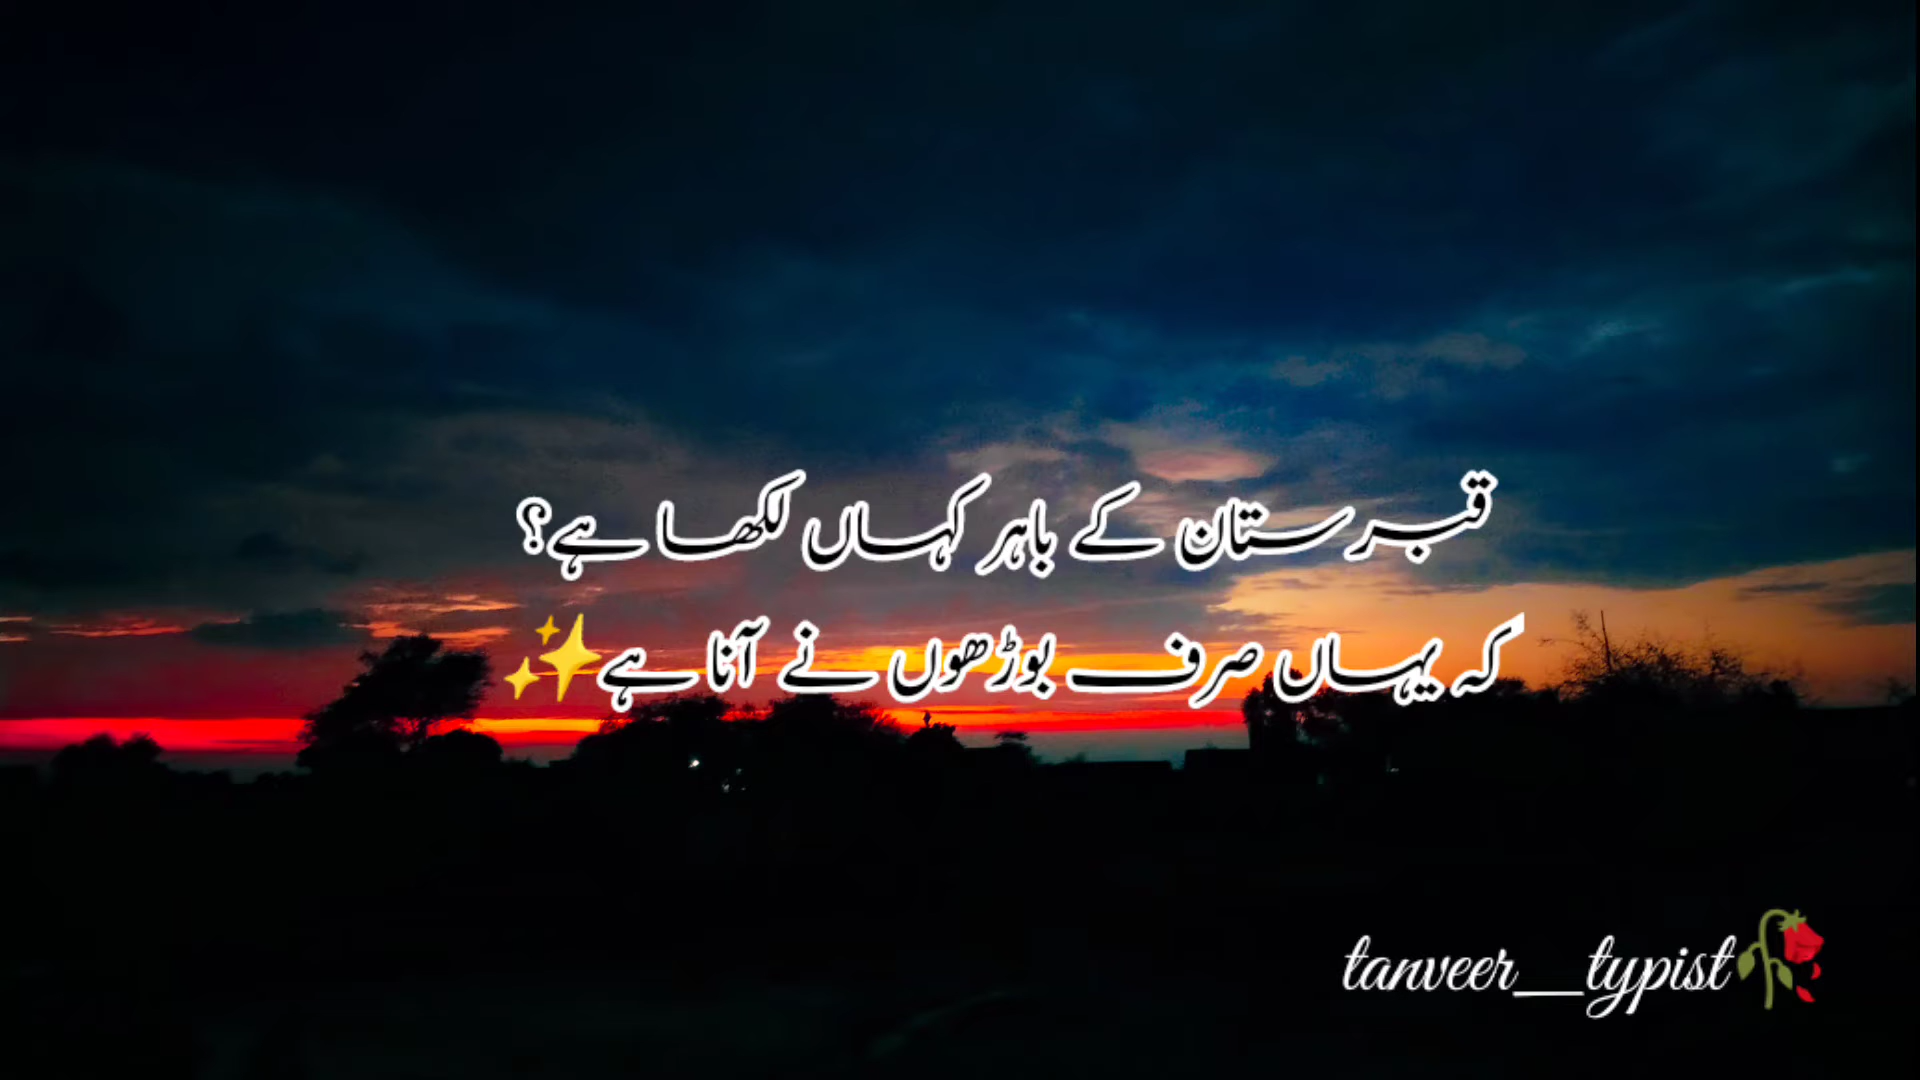 قبرستان کے باہر کہاں لکھا ہے؟
کہ یہاں صرف بوڑھوں نے آنا ہے✨
tanveer__typist🥀